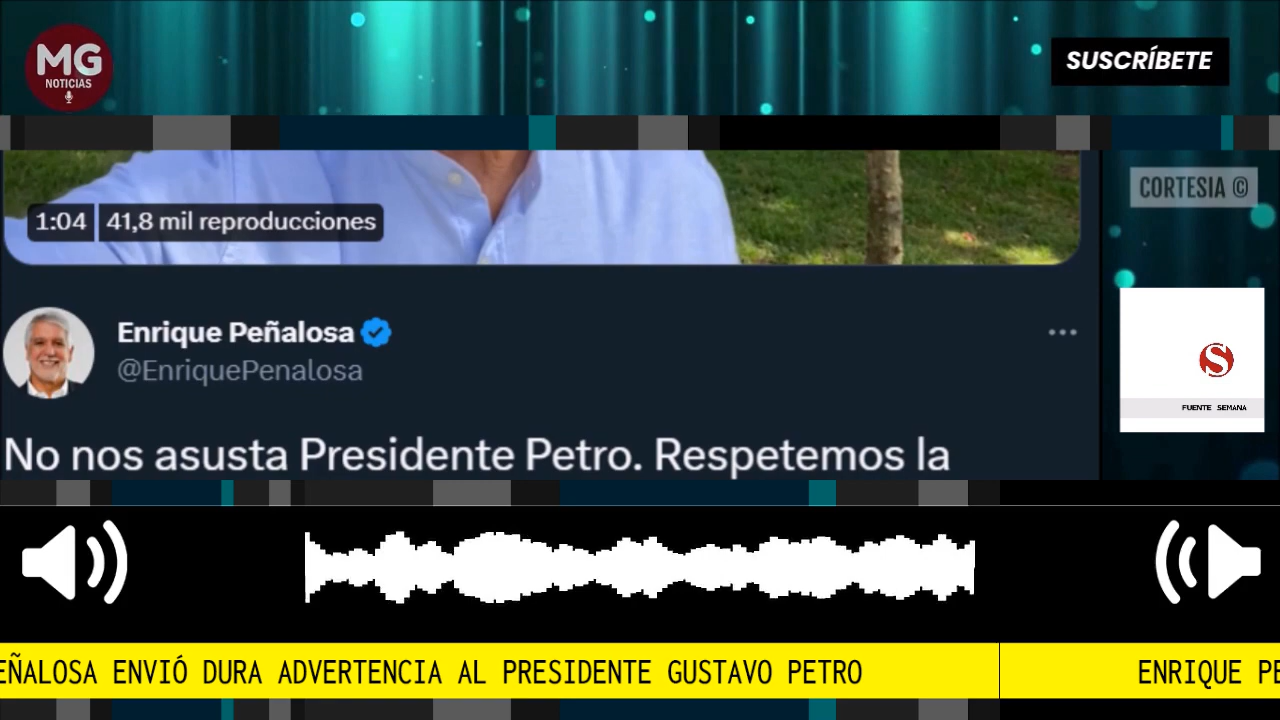 MG
NOTICIAS
SUSCRÍBETE
CORTESIA ©
1:04 41,8 mil reproducciones
Enrique Peñalosa
@EnriquePenalosa
No nos asusta Presidente Petro. Respetemos la
S
FUENTE SEMANA
EÑALOSA ENVIÓ DURA ADVERTENCIA AL PRESIDENTE GUSTAVO PETRO
ENRIQUE PE